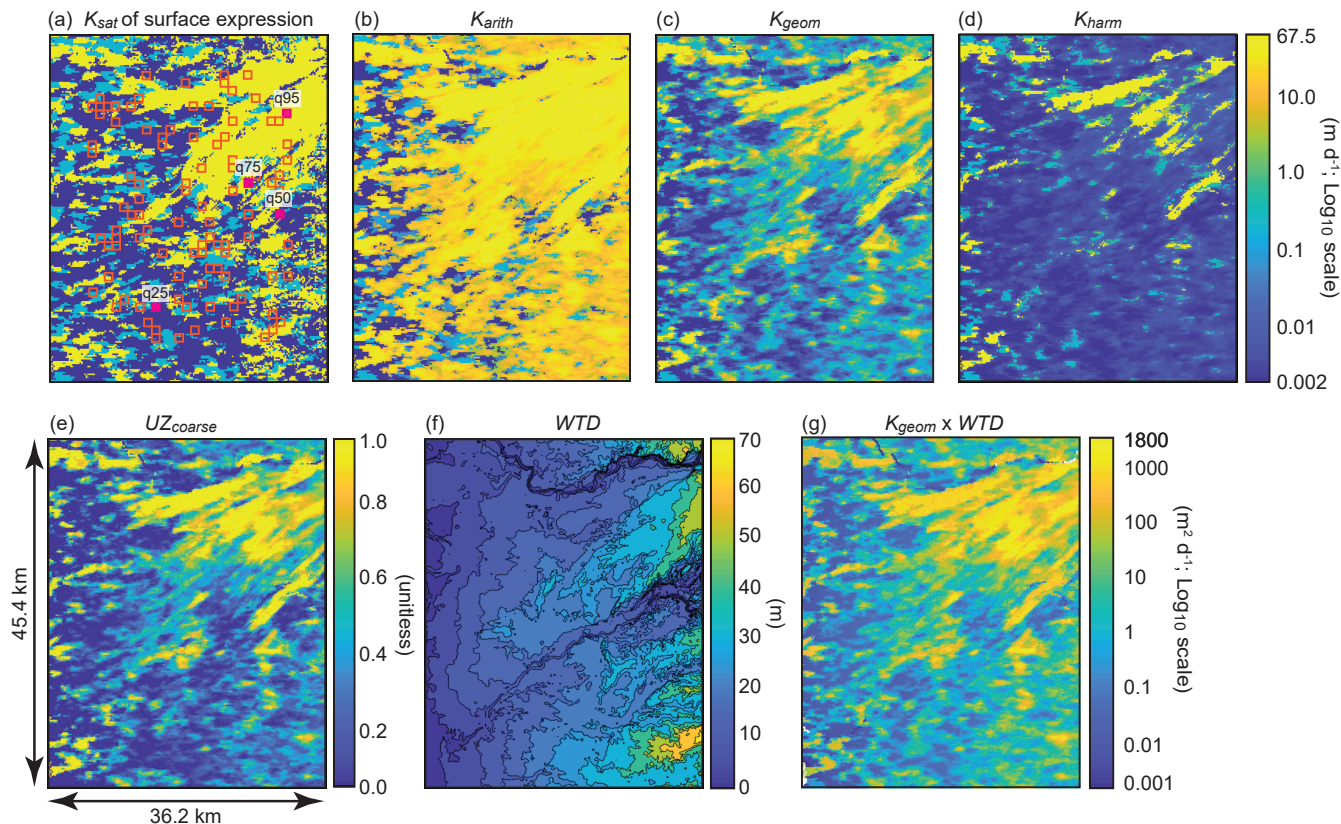 (a) Ksat of surface expression
(b) Karith
(c) Kgeom
(d) Kharm
q95
q75
q50
q25
67.5
10.0
1.0
0.1
0.01
0.002
(m d-1; Log10 scale)
(e) UZcoarse
(f) WTD
(g) Kgeom x WTD
45.4 km
36.2 km
1.0
0.8
0.6
0.4
0.2
0.0
(unitless)
70
60
50
40
30
20
10
0
(m)
1800
1000
100
10
1
0.1
0.01
0.001
(m2 d-1; Log10 scale)